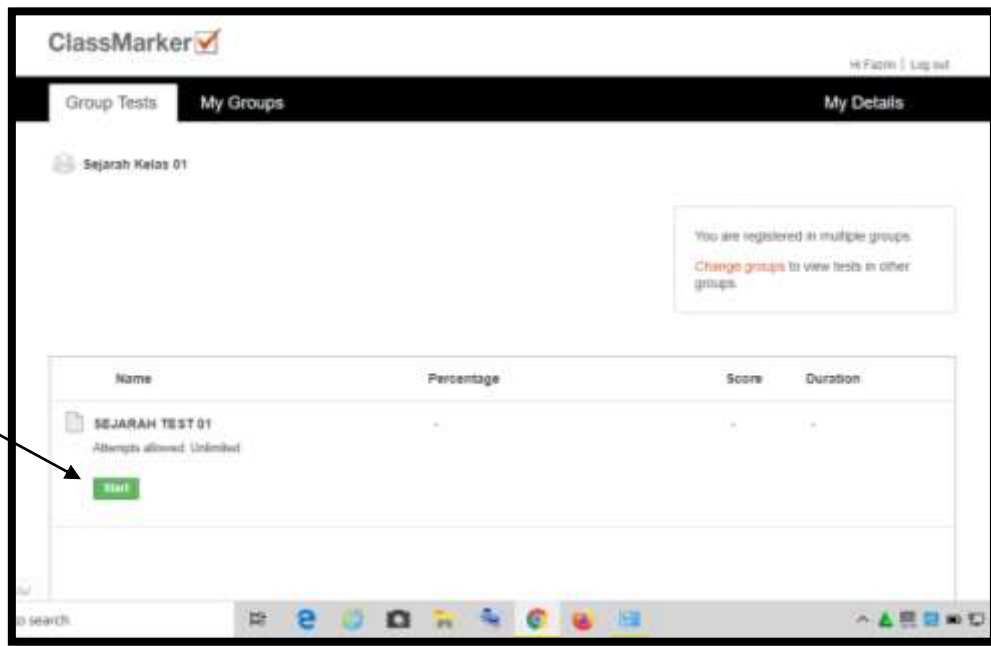 ClassMarker
Hi Fazrin | Log out
Group Tests My Groups My Details
Sejarah Kelas 01
You are registered in multiple groups.
Change groups to view tests in other
groups.
Name Percentage Score Duration
SEJARAH TEST 01 - - -
Attempts allowed: Unlimited
Start
to search